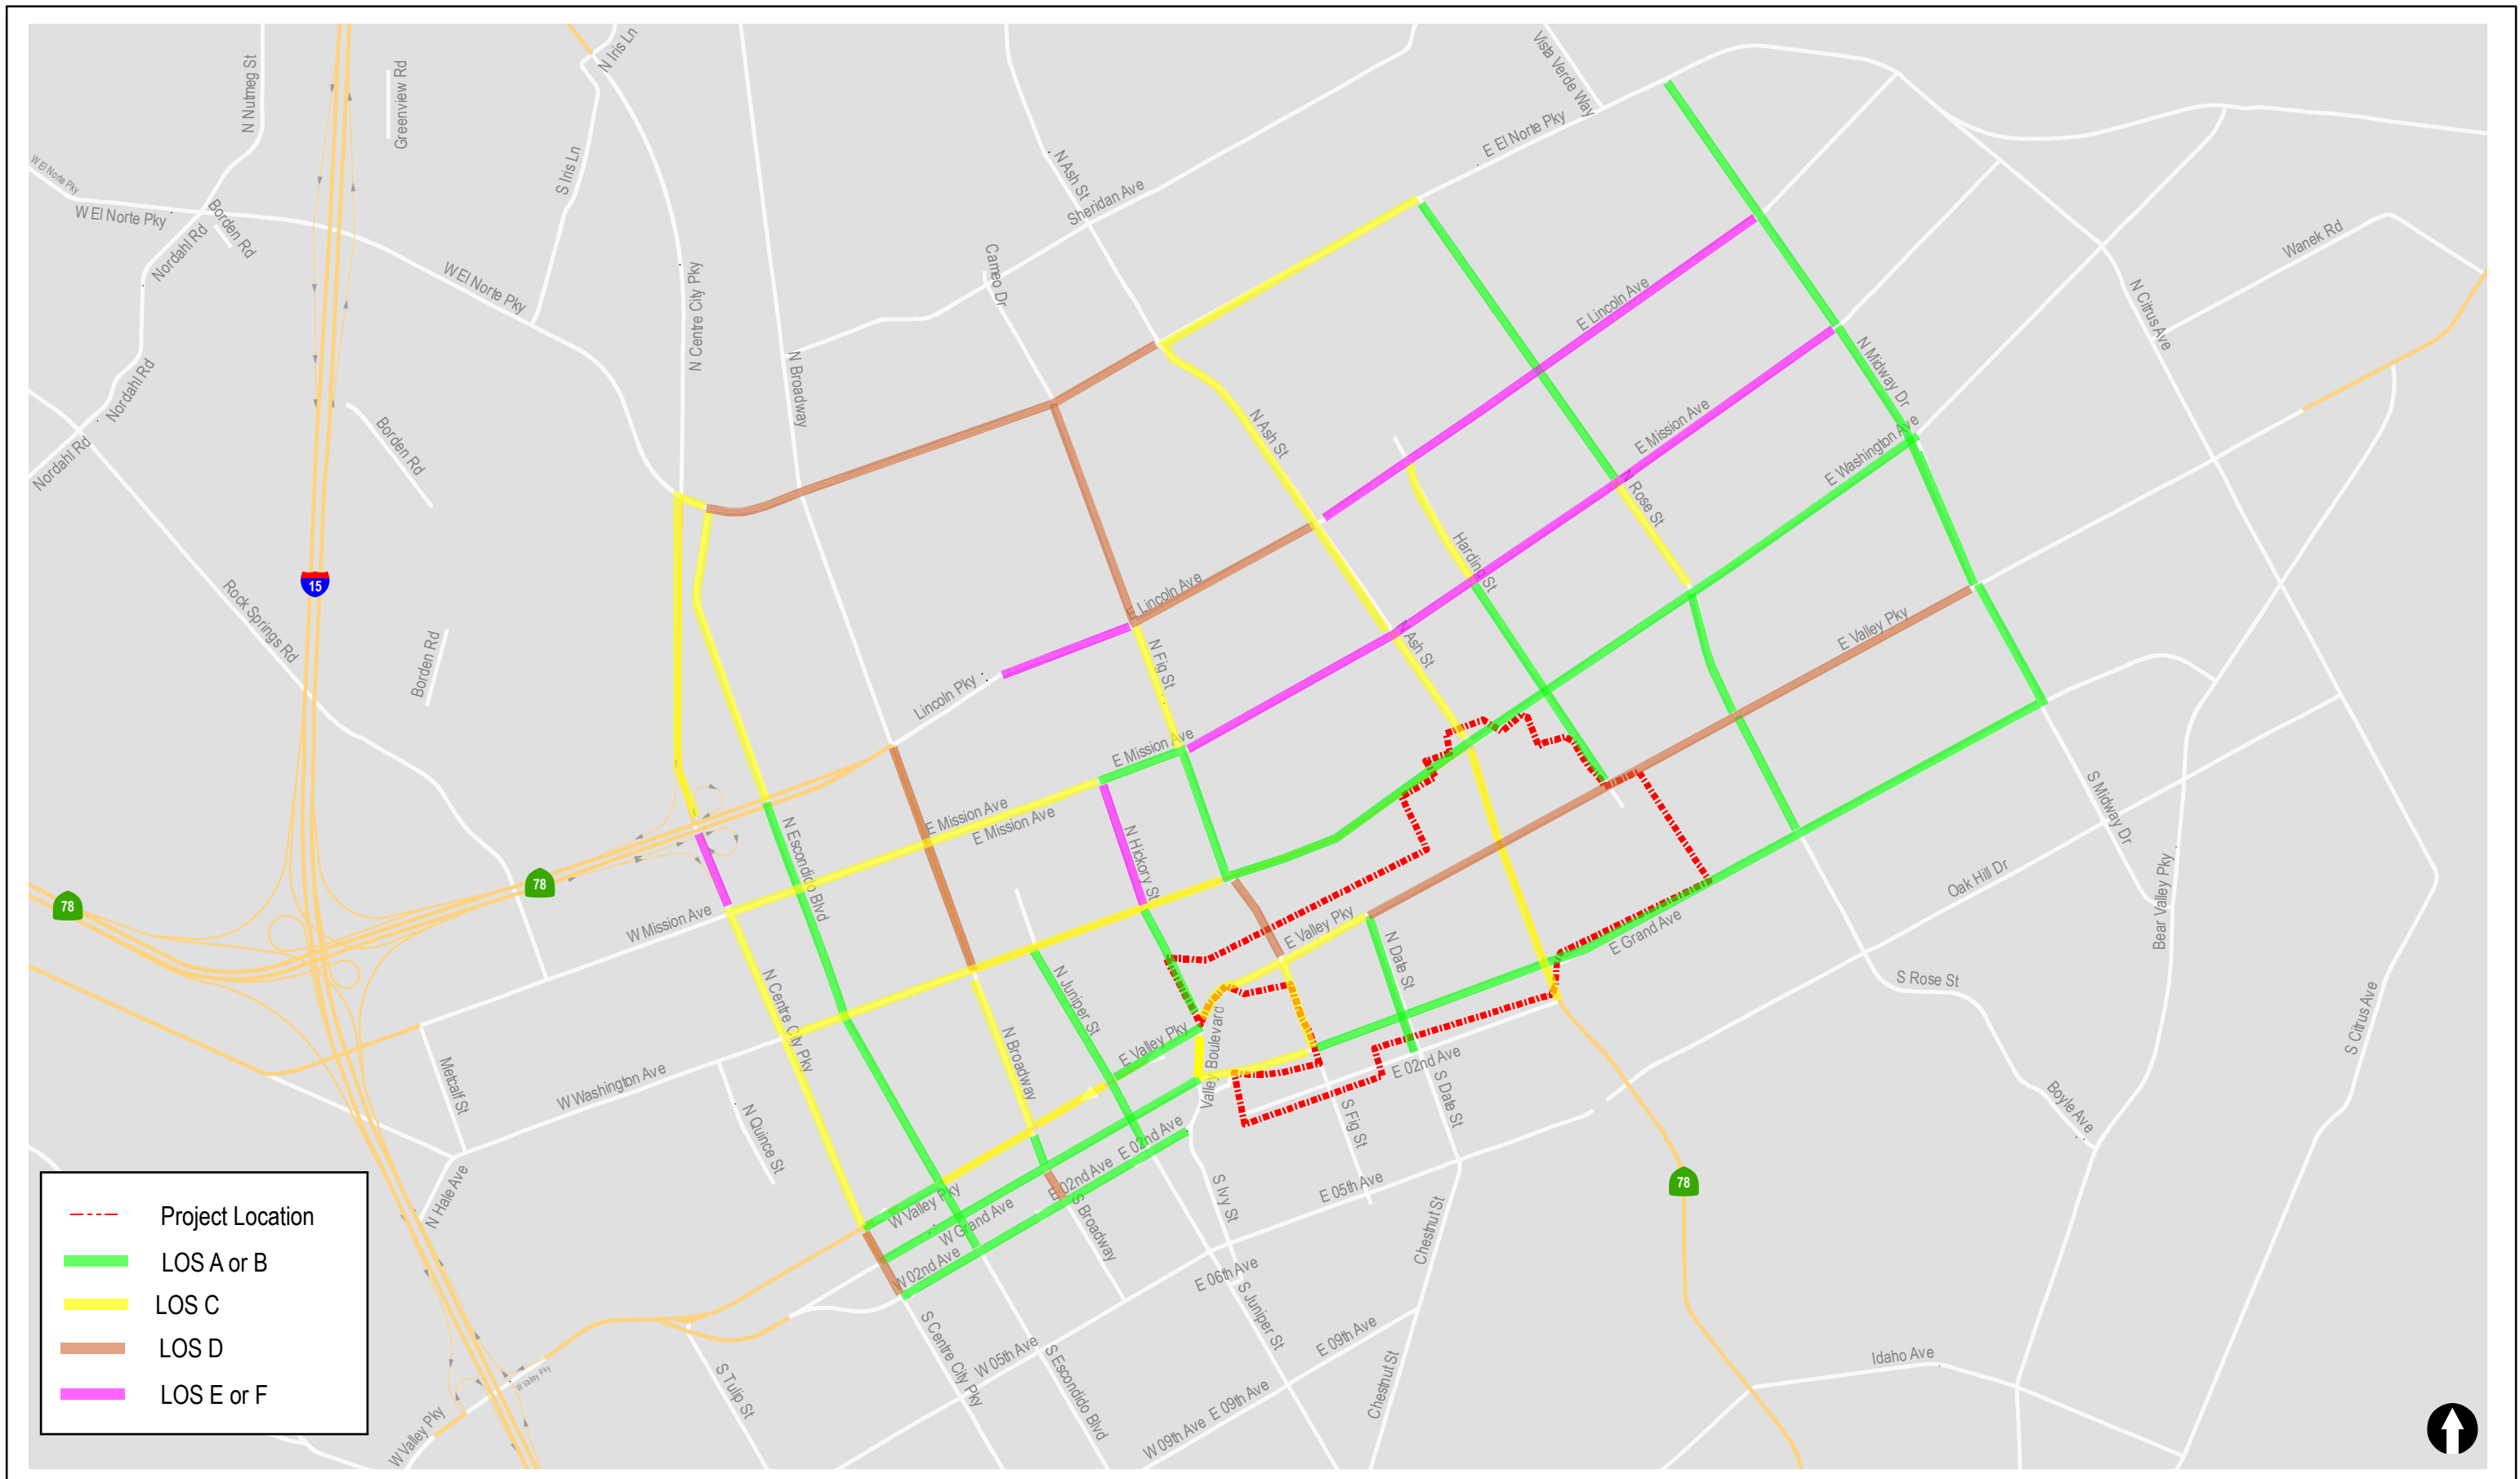 N Iris Ln
Vista Verde Way
N Nutmeg St
Greenview Rd
E El Norte Pky
W El Norte Pky
S Iris Ln
N Ash St
W El Norte Pky
Borden Rd
Sheridan Ave
Nordahl Rd
Wanek Rd
Cameo Dr
W El Norte Pky
N Centre City Pky
E Lincoln Ave
N Citrus Ave
N Broadway
Nordahl Rd
N Midway Dr
N Ash St
E Mission Ave
Borden Rd
E Washington Ave
Nordahl Rd
Rose St
Harding St
15
E Lincoln Ave
Rock Springs Rd
N Fig St
N Ash St
E Valley Pky
Borden Rd
Lincoln Pky
E Mission Ave
S Midway Dr
E Mission Ave
E Mission Ave
N Escondido Blvd
N Hickory St
78
78
Oak Hill Dr
W Mission Ave
E Valley Pky
E Grand Ave
Bear Valley Pky
N Date St
S Rose St
N Centre City Pky
N Juniper St
S Citrus Ave
N Broadway
E Valley Pky
Valley Boulevard
Metcalf St
W Washington Ave
E 02nd Ave
S Date St
N Quince St
S Fig St
Boyle Ave
E 02nd Ave
E 02nd Ave
N Hale Ave
S Ivy St
E 05th Ave
78
W Valley Pky
W Grand Ave
S Broadway
Chestnut St
W 02nd Ave
E 06th Ave
S Juniper St
S Centre City Pky
E 09th Ave
W 05th Ave
S Escondido Blvd
Idaho Ave
S Tulip St
W Valley Pky
Chestnut St
E 09th Ave
W 09th Ave
W Valley Pky
Project Location
LOS A or B
LOS C
LOS D
LOS E or F